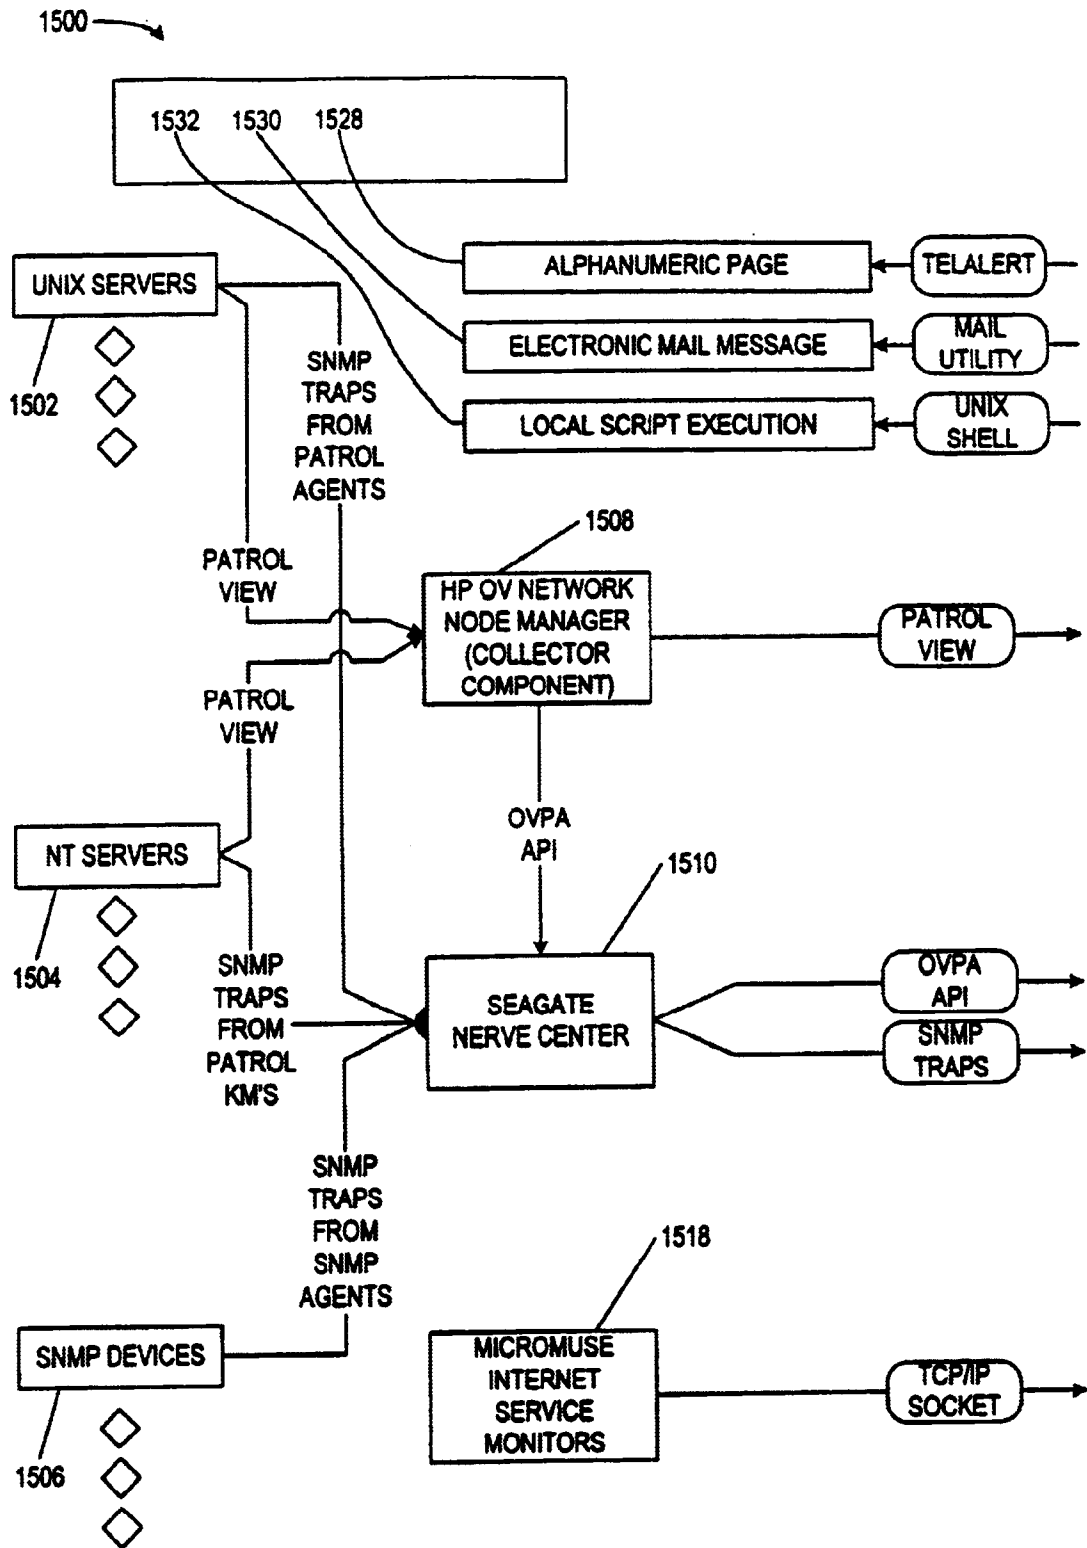 1500
1532
1530
1528
UNIX SERVERS
1502
ALPHANUMERIC PAGE
TELALERT
ELECTRONIC MAIL MESSAGE
MAIL
UTILITY
LOCAL SCRIPT EXECUTION
UNIX
SHELL
SNMP
TRAPS
FROM
PATROL
AGENTS
PATROL
VIEW
1508
HP OV NETWORK
NODE MANAGER
(COLLECTOR
COMPONENT)
PATROL
VIEW
PATROL
VIEW
OVPA
API
NT SERVERS
1504
1510
SNMP
TRAPS
FROM
PATROL
KM'S
SEAGATE
NERVE CENTER
OVPA
API
SNMP
TRAPS
SNMP
TRAPS
FROM
SNMP
AGENTS
1518
SNMP DEVICES
1506
MICROMUSE
INTERNET
SERVICE
MONITORS
TCP/IP
SOCKET